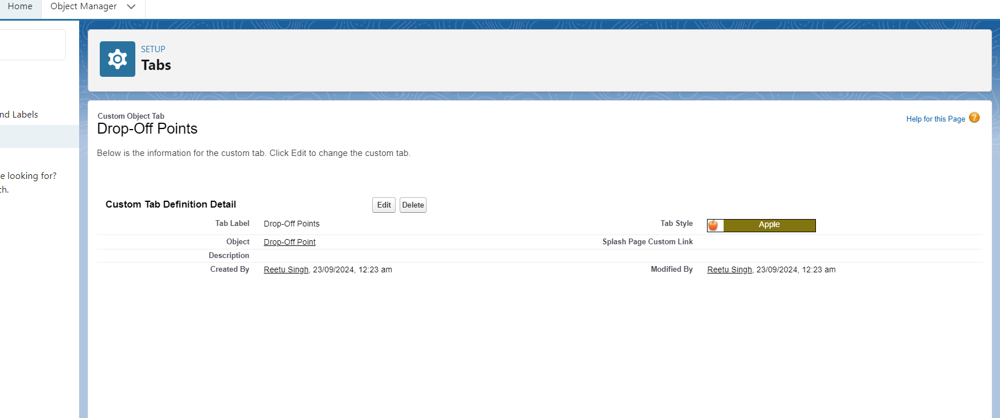 Home Object Manager
SETUP
Tabs
nd Labels
e looking for?
ch.
Custom Object Tab
Drop-Off Points
Help for this Page ?
Below is the information for the custom tab. Click Edit to change the custom tab.
Custom Tab Definition Detail Edit Delete
Tab Label Drop-Off Points Tab Style Apple
Object Drop-Off Point Splash Page Custom Link
Description
Created By Reetu Singh, 23/09/2024, 12:23 am Modified By Reetu Singh, 23/09/2024, 12:23 am